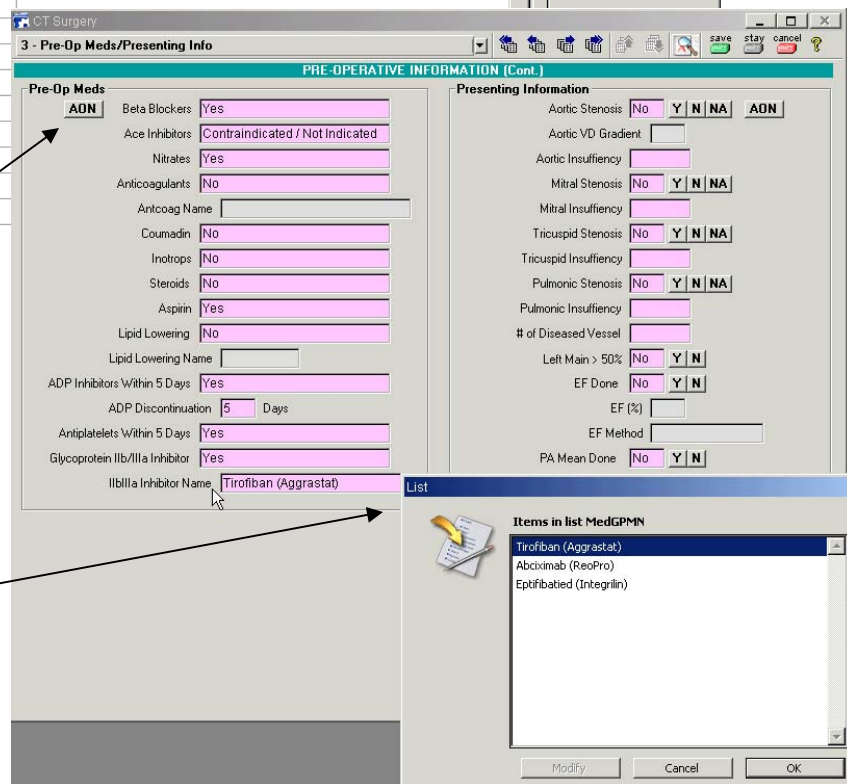 CT Surgery
3 - Pre-Op Meds/Presenting Info
save stay cancel ?
PRE-OPERATIVE INFORMATION (Cont.)
Pre-Op Meds
AON Beta Blockers Yes
Ace Inhibitors Contraindicated / Not Indicated
Nitrates Yes
Anticoagulants No
Antcoag Name
Coumadin No
Inotrops No
Steroids No
Aspirin Yes
Lipid Lowering No
Lipid Lowering Name
ADP Inhibitors Within 5 Days Yes
ADP Discontinuation 5 Days
Antiplatelets Within 5 Days Yes
Glycoprotein IIb/IIIa Inhibitor Yes
IIbIIIa Inhibitor Name Tirofiban (Aggrastat)
Presenting Information
Aortic Stenosis No Y N NA AON
Aortic VD Gradient
Aortic Insuffiency
Mitral Stenosis No Y N NA
Mitral Insuffiency
Tricuspid Stenosis No Y N NA
Tricuspid Insuffiency
Pulmonic Stenosis No Y N NA
Pulmonic Insuffiency
# of Diseased Vessel
Left Main > 50% No Y N
EF Done No Y N
EF (%)
EF Method
PA Mean Done No Y N
List
Items in list MedGPMN
Tirofiban (Aggrastat)
Abciximab (ReoPro)
Eptifibatied (Integrilin)
Modify Cancel OK